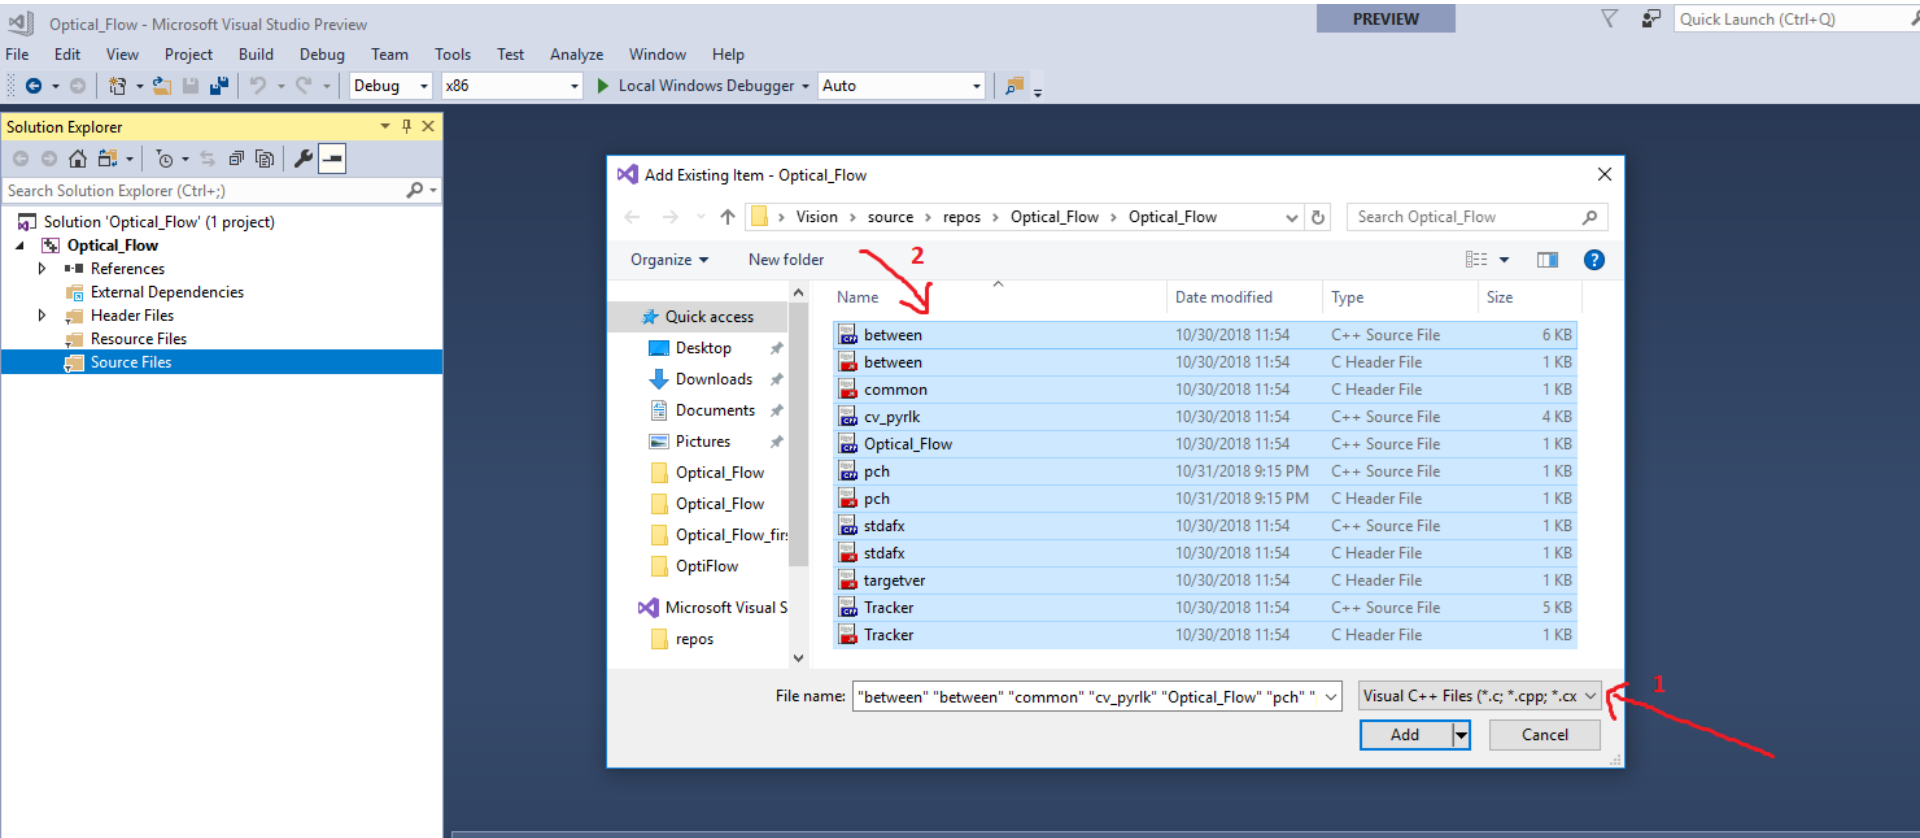 Optical_Flow - Microsoft Visual Studio Preview
PREVIEW
Quick Launch (Ctrl+Q)
File Edit View Project Build Debug Team Tools Test Analyze Window Help
Debug x86 Local Windows Debugger Auto
Solution Explorer
Search Solution Explorer (Ctrl+;)
Solution 'Optical_Flow' (1 project)
Optical_Flow
References
External Dependencies
Header Files
Resource Files
Source Files
Add Existing Item - Optical_Flow
Vision > source > repos > Optical_Flow > Optical_Flow
Search Optical_Flow
Organize New folder
2
Quick access
Desktop
Downloads
Documents
Pictures
Optical_Flow
Optical_Flow
Optical_Flow_firs
OptiFlow
Microsoft Visual S
repos
Name Date modified Type Size
between 10/30/2018 11:54 C++ Source File 6 KB
between 10/30/2018 11:54 C Header File 1 KB
common 10/30/2018 11:54 C Header File 1 KB
cv_pyrlk 10/30/2018 11:54 C++ Source File 4 KB
Optical_Flow 10/30/2018 11:54 C++ Source File 1 KB
pch 10/31/2018 9:15 PM C++ Source File 1 KB
pch 10/31/2018 9:15 PM C Header File 1 KB
stdafx 10/30/2018 11:54 C++ Source File 1 KB
stdafx 10/30/2018 11:54 C Header File 1 KB
targetver 10/30/2018 11:54 C Header File 1 KB
Tracker 10/30/2018 11:54 C++ Source File 5 KB
Tracker 10/30/2018 11:54 C Header File 1 KB
File name: "between" "between" "common" "cv_pyrlk" "Optical_Flow" "pch" "
Visual C++ Files (*.c; *.cpp; *.cx
1
Add Cancel